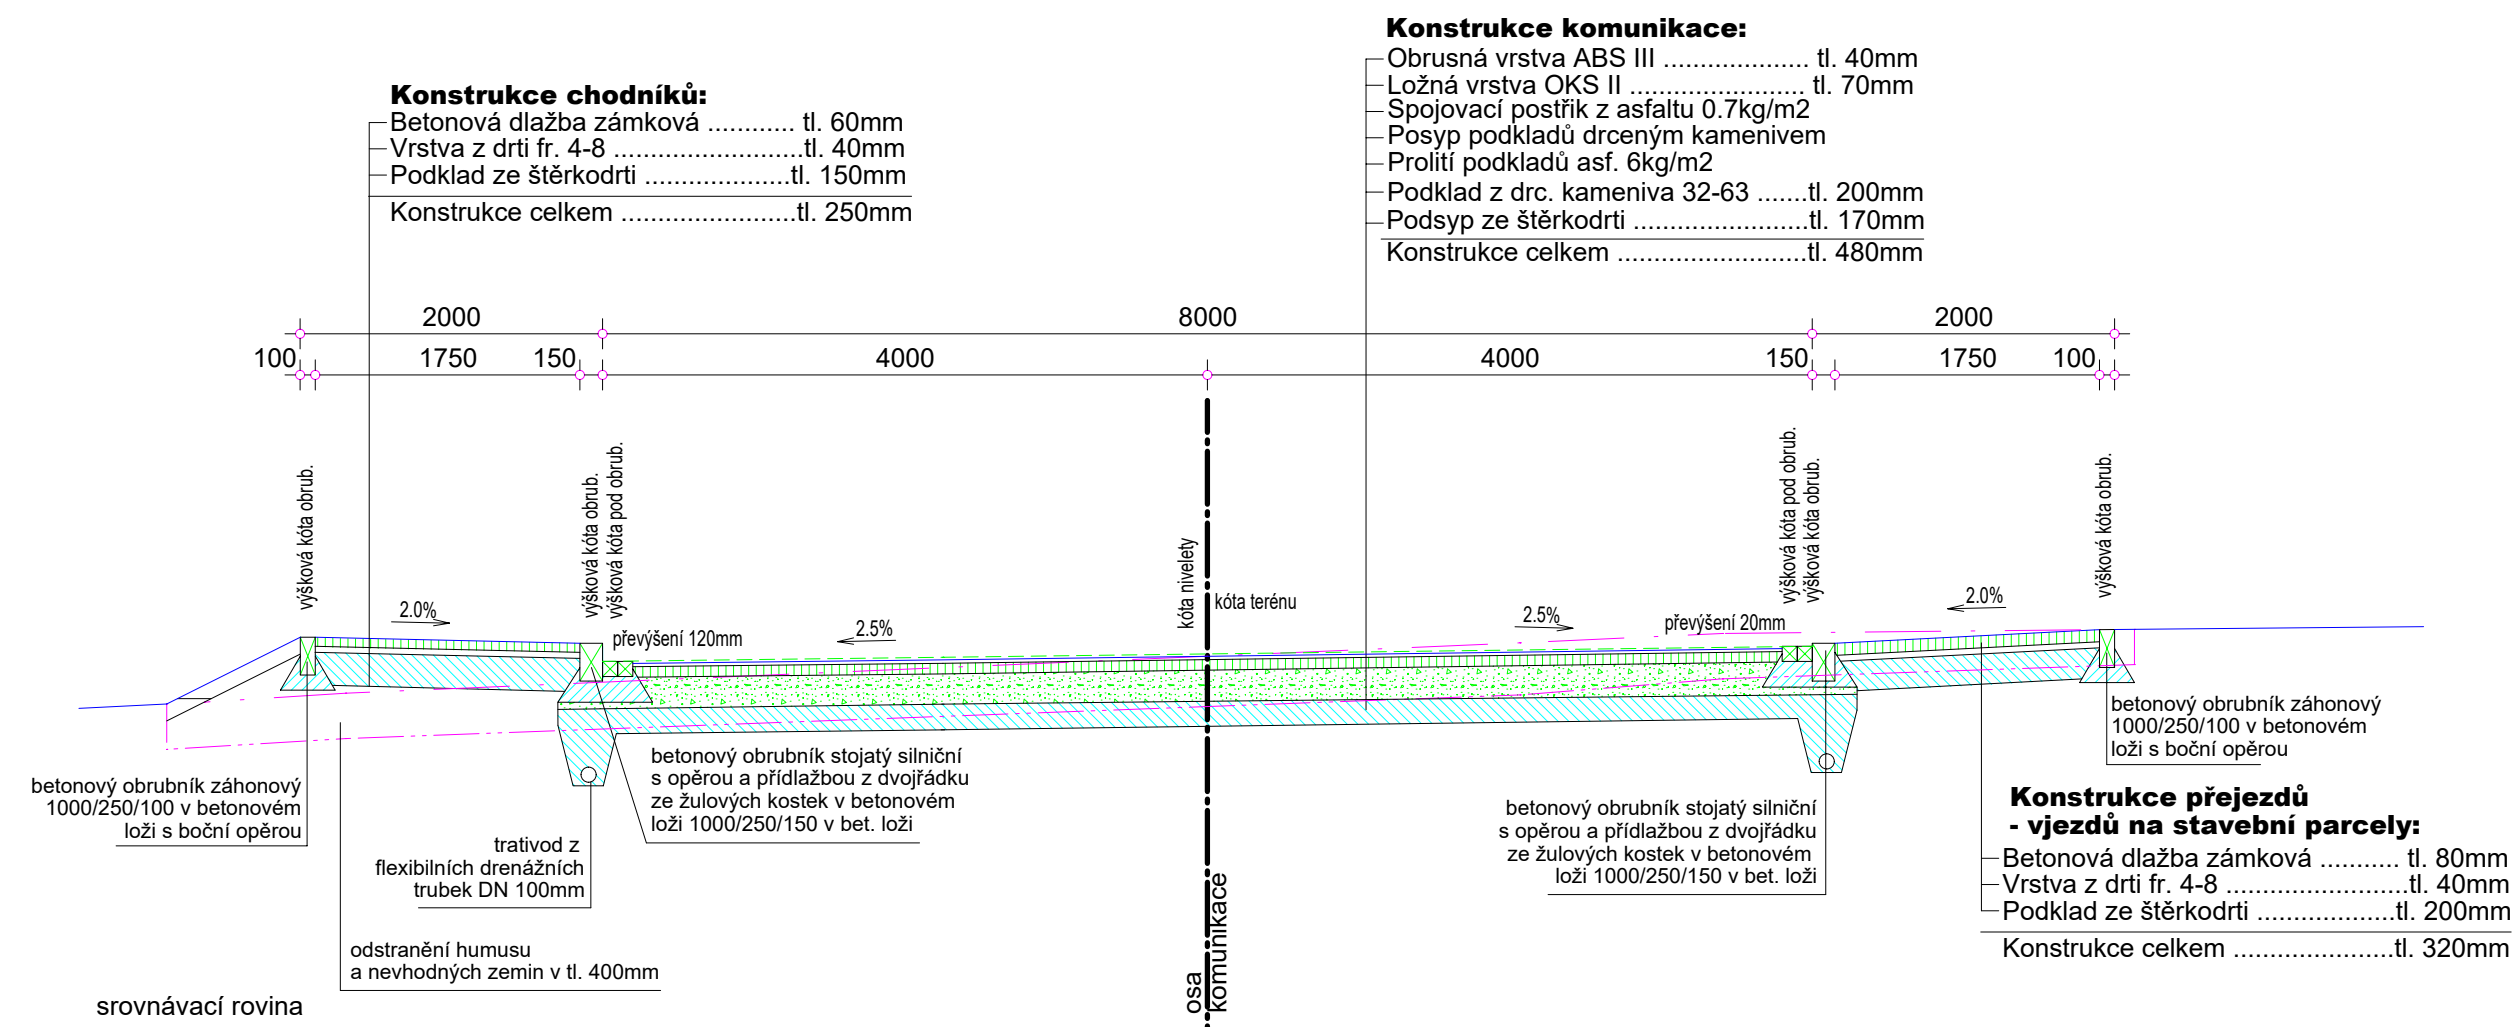 Konstrukce komunikace:
Obrusná vrstva ABS III .................... tl. 40mm
Ložná vrstva OKS II ........................ tl. 70mm
Spojovací postřik z asfaltu 0.7kg/m2
Posyp podkladů drceným kamenivem
Prolití podkladů asf. 6kg/m2
Podklad z drc. kameniva 32-63 .......tl. 200mm
Podsyp ze štěrkodrti ........................tl. 170mm
Konstrukce celkem ..........................tl. 480mm
Konstrukce chodníků:
Betonová dlažba zámková ............ tl. 60mm
Vrstva z drti fr. 4-8 ..........................tl. 40mm
Podklad ze štěrkodrti ....................tl. 150mm
Konstrukce celkem ........................tl. 250mm
2000 8000 2000
100 1750 150 4000 4000 150 1750 100
výšková kóta obrub.
výšková kóta obrub.
výšková kóta pod obrub.
kóta nivelety
kóta terénu
výšková kóta pod obrub.
výšková kóta obrub.
výšková kóta obrub.
2.0%
převýšení 120mm
2.5%
2.5%
převýšení 20mm
2.0%
betonový obrubník záhonový
1000/250/100 v betonovém
loži s boční opěrou
trativod z
flexibilních drenážních
trubek DN 100mm
betonový obrubník stojatý silniční
s opěrou a přídlažbou z dvojřádku
ze žulových kostek v betonovém
loži 1000/250/150 v bet. loži
odstranění humusu
a nevhodných zemin v tl. 400mm
srovnávací rovina
osa
komunikace
betonový obrubník stojatý silniční
s opěrou a přídlažbou z dvojřádku
ze žulových kostek v betonovém
loži 1000/250/150 v bet. loži
betonový obrubník záhonový
1000/250/100 v betonovém
loži s boční opěrou
Konstrukce přejezdů
- vjezdů na stavební parcely:
Betonová dlažba zámková ........... tl. 80mm
Vrstva z drti fr. 4-8 .........................tl. 40mm
Podklad ze štěrkodrti ...................tl. 200mm
Konstrukce celkem ......................tl. 320mm